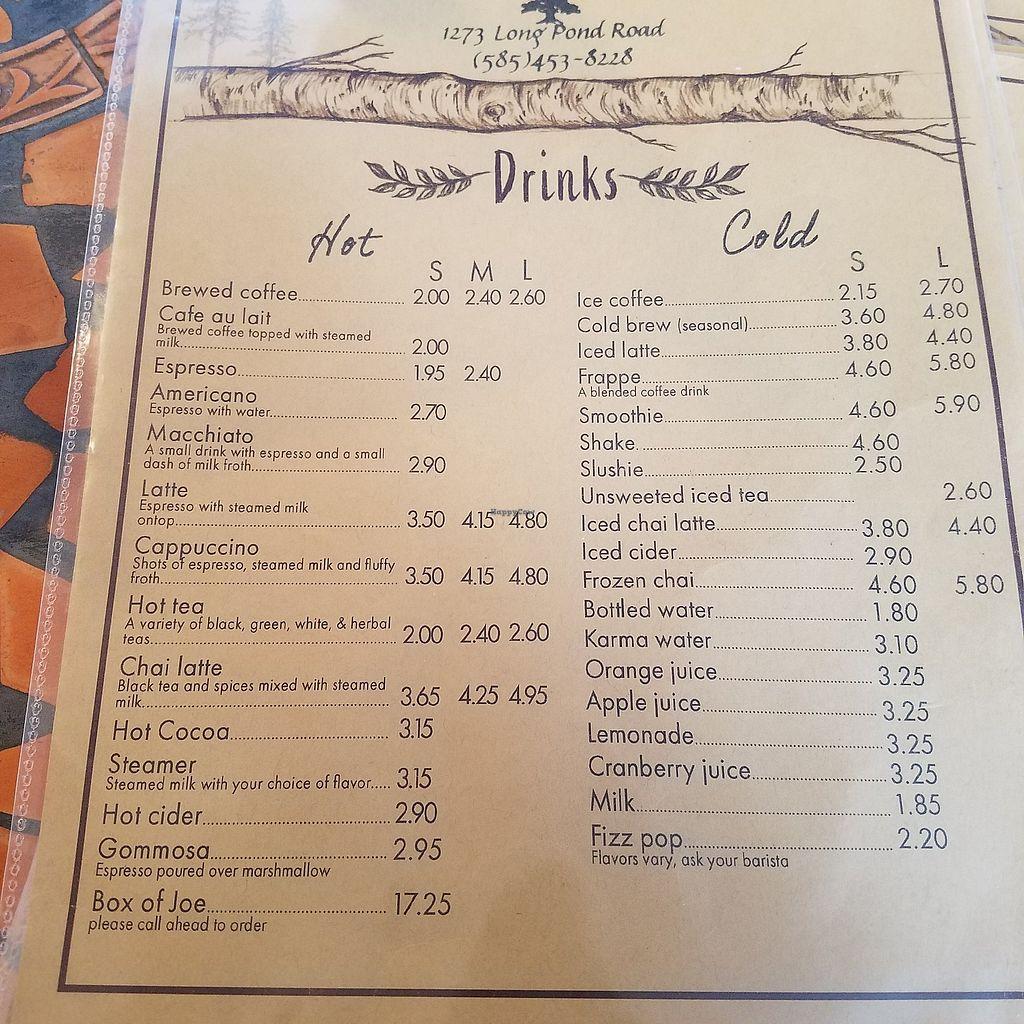 1273 Long Pond Road
(585)453-8228
Drinks
Hot
S M L
Brewed coffee 2.00 2.40 2.60
Cafe au lait
Brewed coffee topped with steamed
milk 2.00
Espresso 1.95 2.40
Americano
Espresso with water 2.70
Macchiato
A small drink with espresso and a small
dash of milk froth 2.90
Latte
Espresso with steamed milk
ontop 3.50 4.15 4.80
Cappuccino
Shots of espresso, steamed milk and fluffy
froth 3.50 4.15 4.80
Hot tea
A variety of black, green, white, & herbal
teas 2.00 2.40 2.60
Chai latte
Black tea and spices mixed with steamed
milk 3.65 4.25 4.95
Hot Cocoa 3.15
Steamer
Steamed milk with your choice of flavor 3.15
Hot cider 2.90
Gommosa 2.95
Espresso poured over marshmallow
Box of Joe 17.25
please call ahead to order
Cold
S L
Ice coffee 2.15 2.70
Cold brew (seasonal) 3.60 4.80
Iced latte 3.80 4.40
Frappe 4.60 5.80
A blended coffee drink
Smoothie 4.60 5.90
Shake 4.60
Slushie 2.50
Unsweeted iced tea 2.60
Iced chai latte 3.80 4.40
Iced cider 2.90
Frozen chai 4.60 5.80
Bottled water 1.80
Karma water 3.10
Orange juice 3.25
Apple juice 3.25
Lemonade 3.25
Cranberry juice 3.25
Milk 1.85
Fizz pop 2.20
Flavors vary, ask your barista
HappyCow